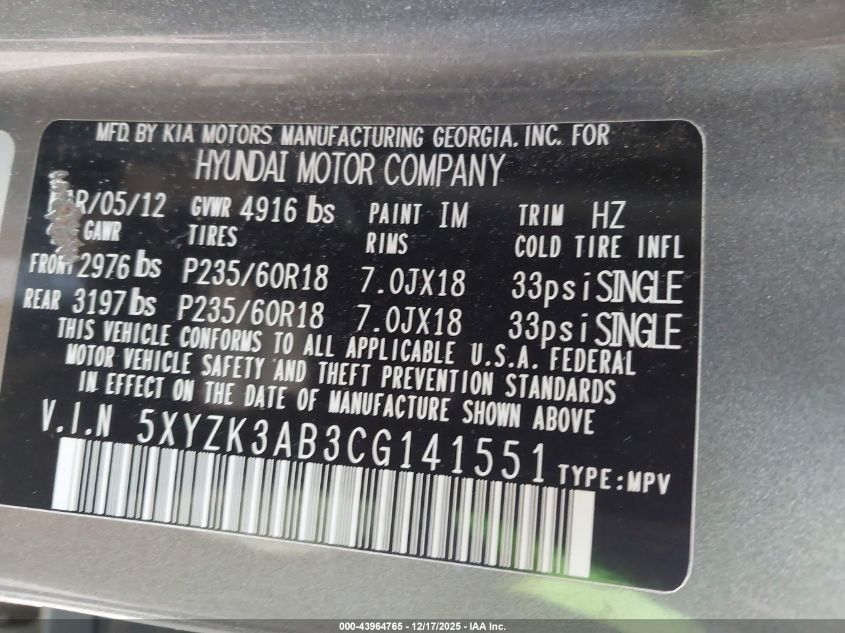 MFD. BY KIA MOTORS MANUFACTURING GEORGIA. INC. FOR
HYUNDAI MOTOR COMPANY
/05/12 GVWR 4916 lbs PAINT IM TRIM HZ
GAWR TIRES RIMS COLD TIRE INFL
FRONT 2976 lbs P235/60R18 7.0JX18 33psi SINGLE
REAR 3197 lbs P235/60R18 7.0JX18 33psi SINGLE
THIS VEHICLE CONFORMS TO ALL APPLICABLE U.S.A. FEDERAL
MOTOR VEHICLE SAFETY AND THEFT PREVENTION STANDARDS
IN EFFECT ON THE DATE OF MANUFACTURE SHOWN ABOVE
V.I.N 5XYZK3AB3CG141551 TYPE:MPV
000-43964765 | 12/17/2025 - IAA Inc.